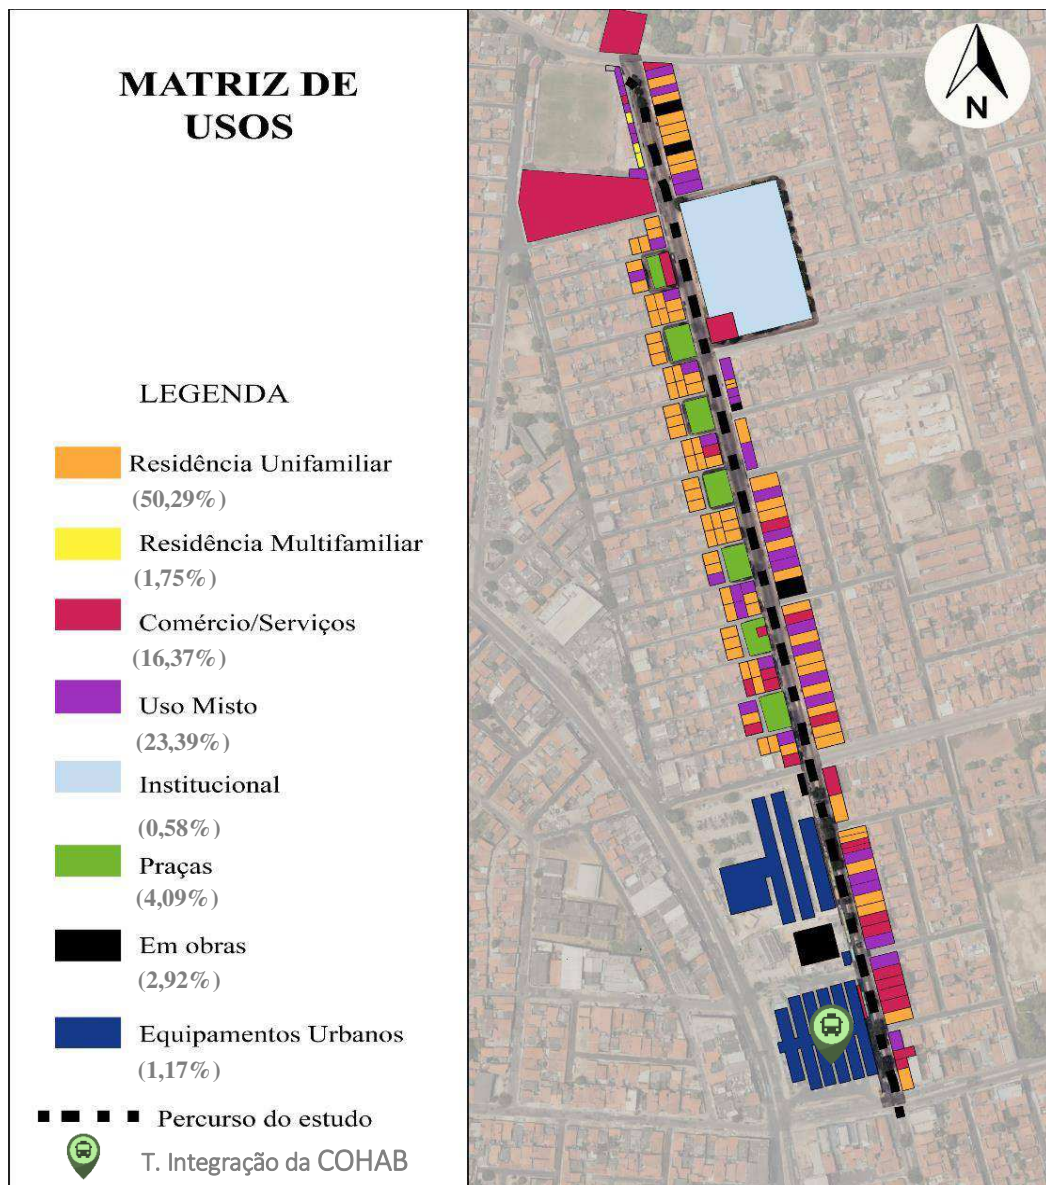 MATRIZ DE
USOS
LEGENDA
Residência Unifamiliar
(50,29%)
Residência Multifamiliar
(1,75%)
Comércio/Serviços
(16,37%)
Uso Misto
(23,39%)
Institucional
(0,58%)
Praças
(4,09%)
Em obras
(2,92%)
Equipamentos Urbanos
(1,17%)
Percurso do estudo
T. Integração da COHAB
N